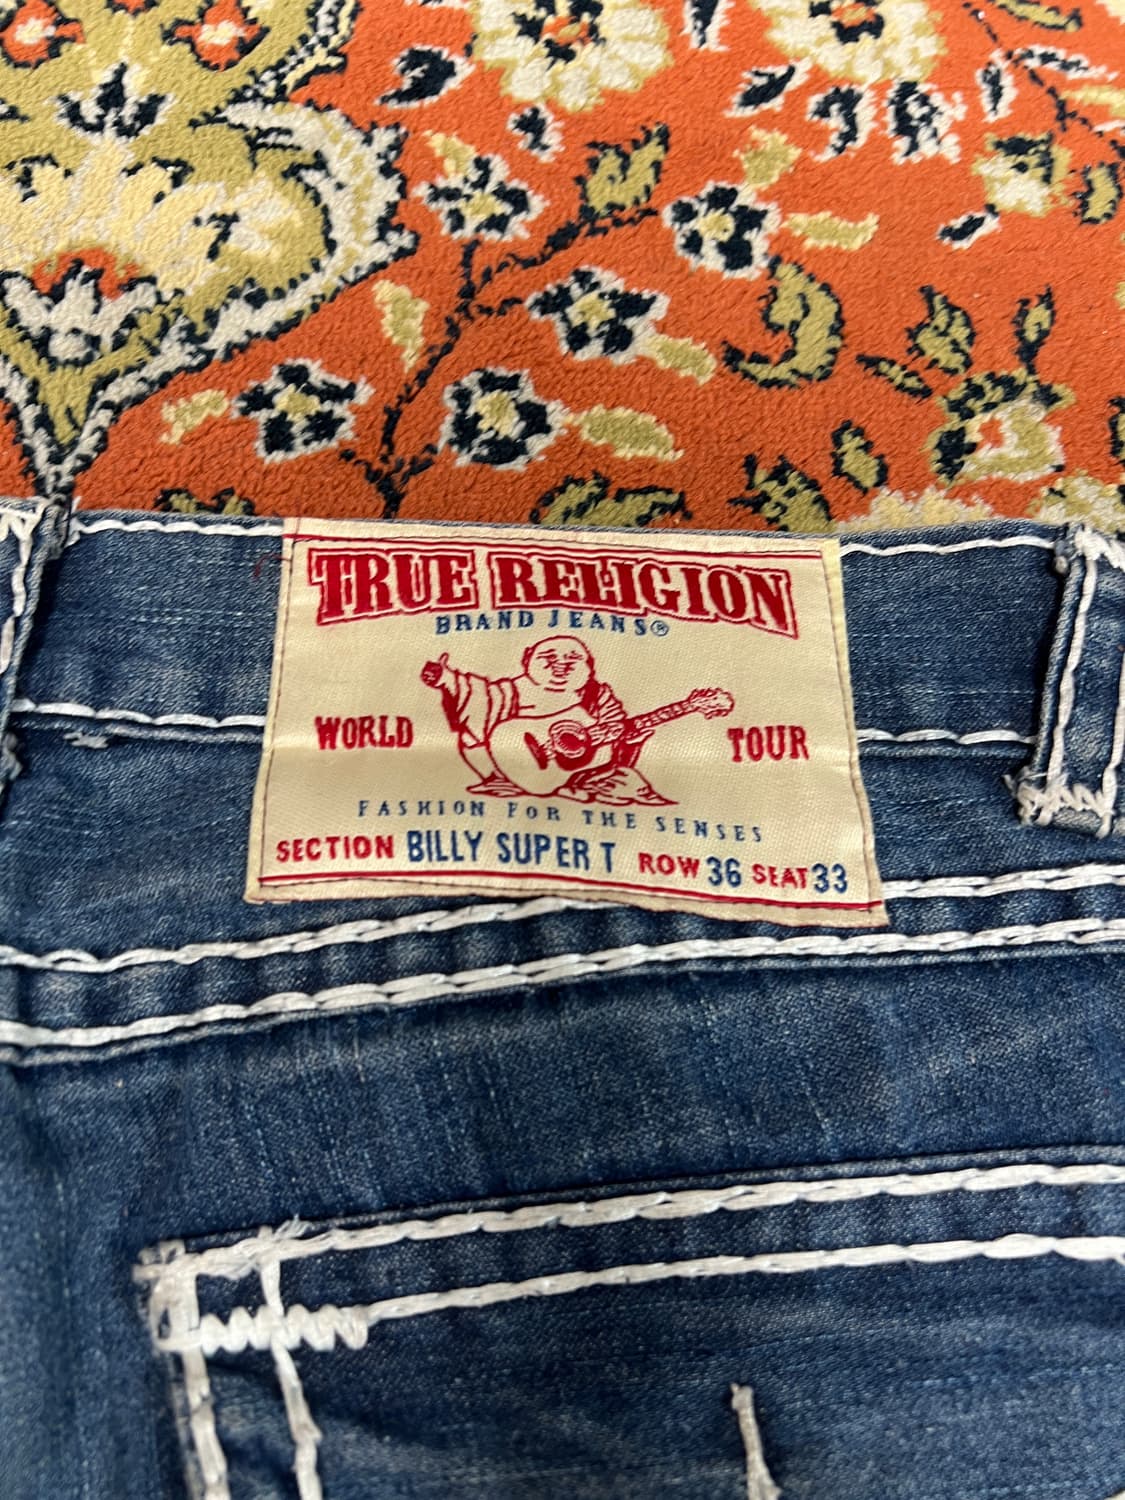 TRUE RELIGION
BRAND JEANS®
WORLD TOUR
FASHION FOR THE SENSES
SECTION BILLY SUPER T ROW 36 SEAT 33